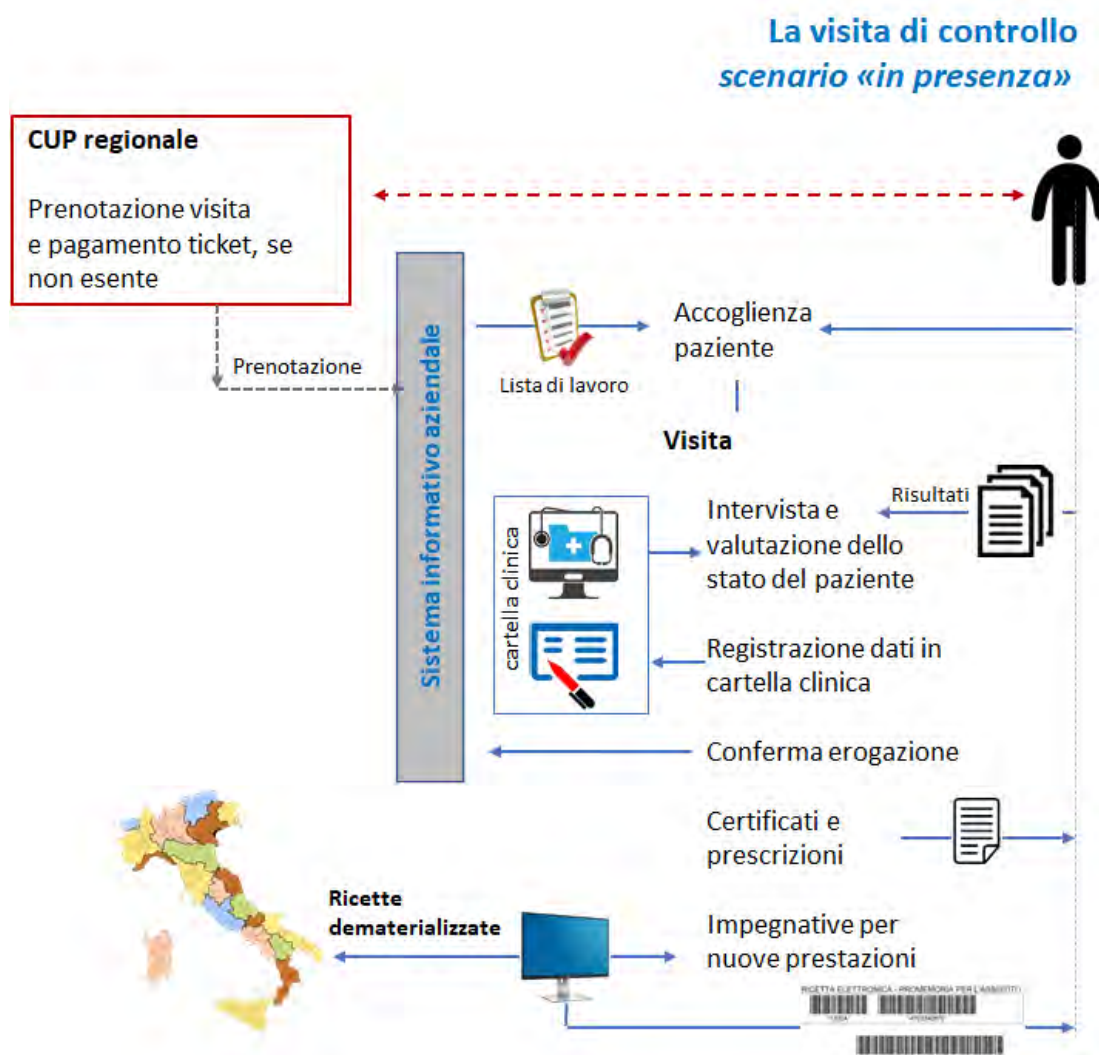 La visita di controllo
scenario «in presenza»
CUP regionale
Prenotazione visita
e pagamento ticket, se
non esente
Prenotazione
Sistema informativo aziendale
Lista di lavoro
Accoglienza
paziente
Visita
cartella clinica
Risultati
Intervista e
valutazione dello
stato del paziente
Registrazione dati in
cartella clinica
Conferma erogazione
Certificati e
prescrizioni
Ricette
dematerializzate
Impegnative per
nuove prestazioni
RICETTA ELETTRONICA - PROMEMORIA PER L'ASSISTITO